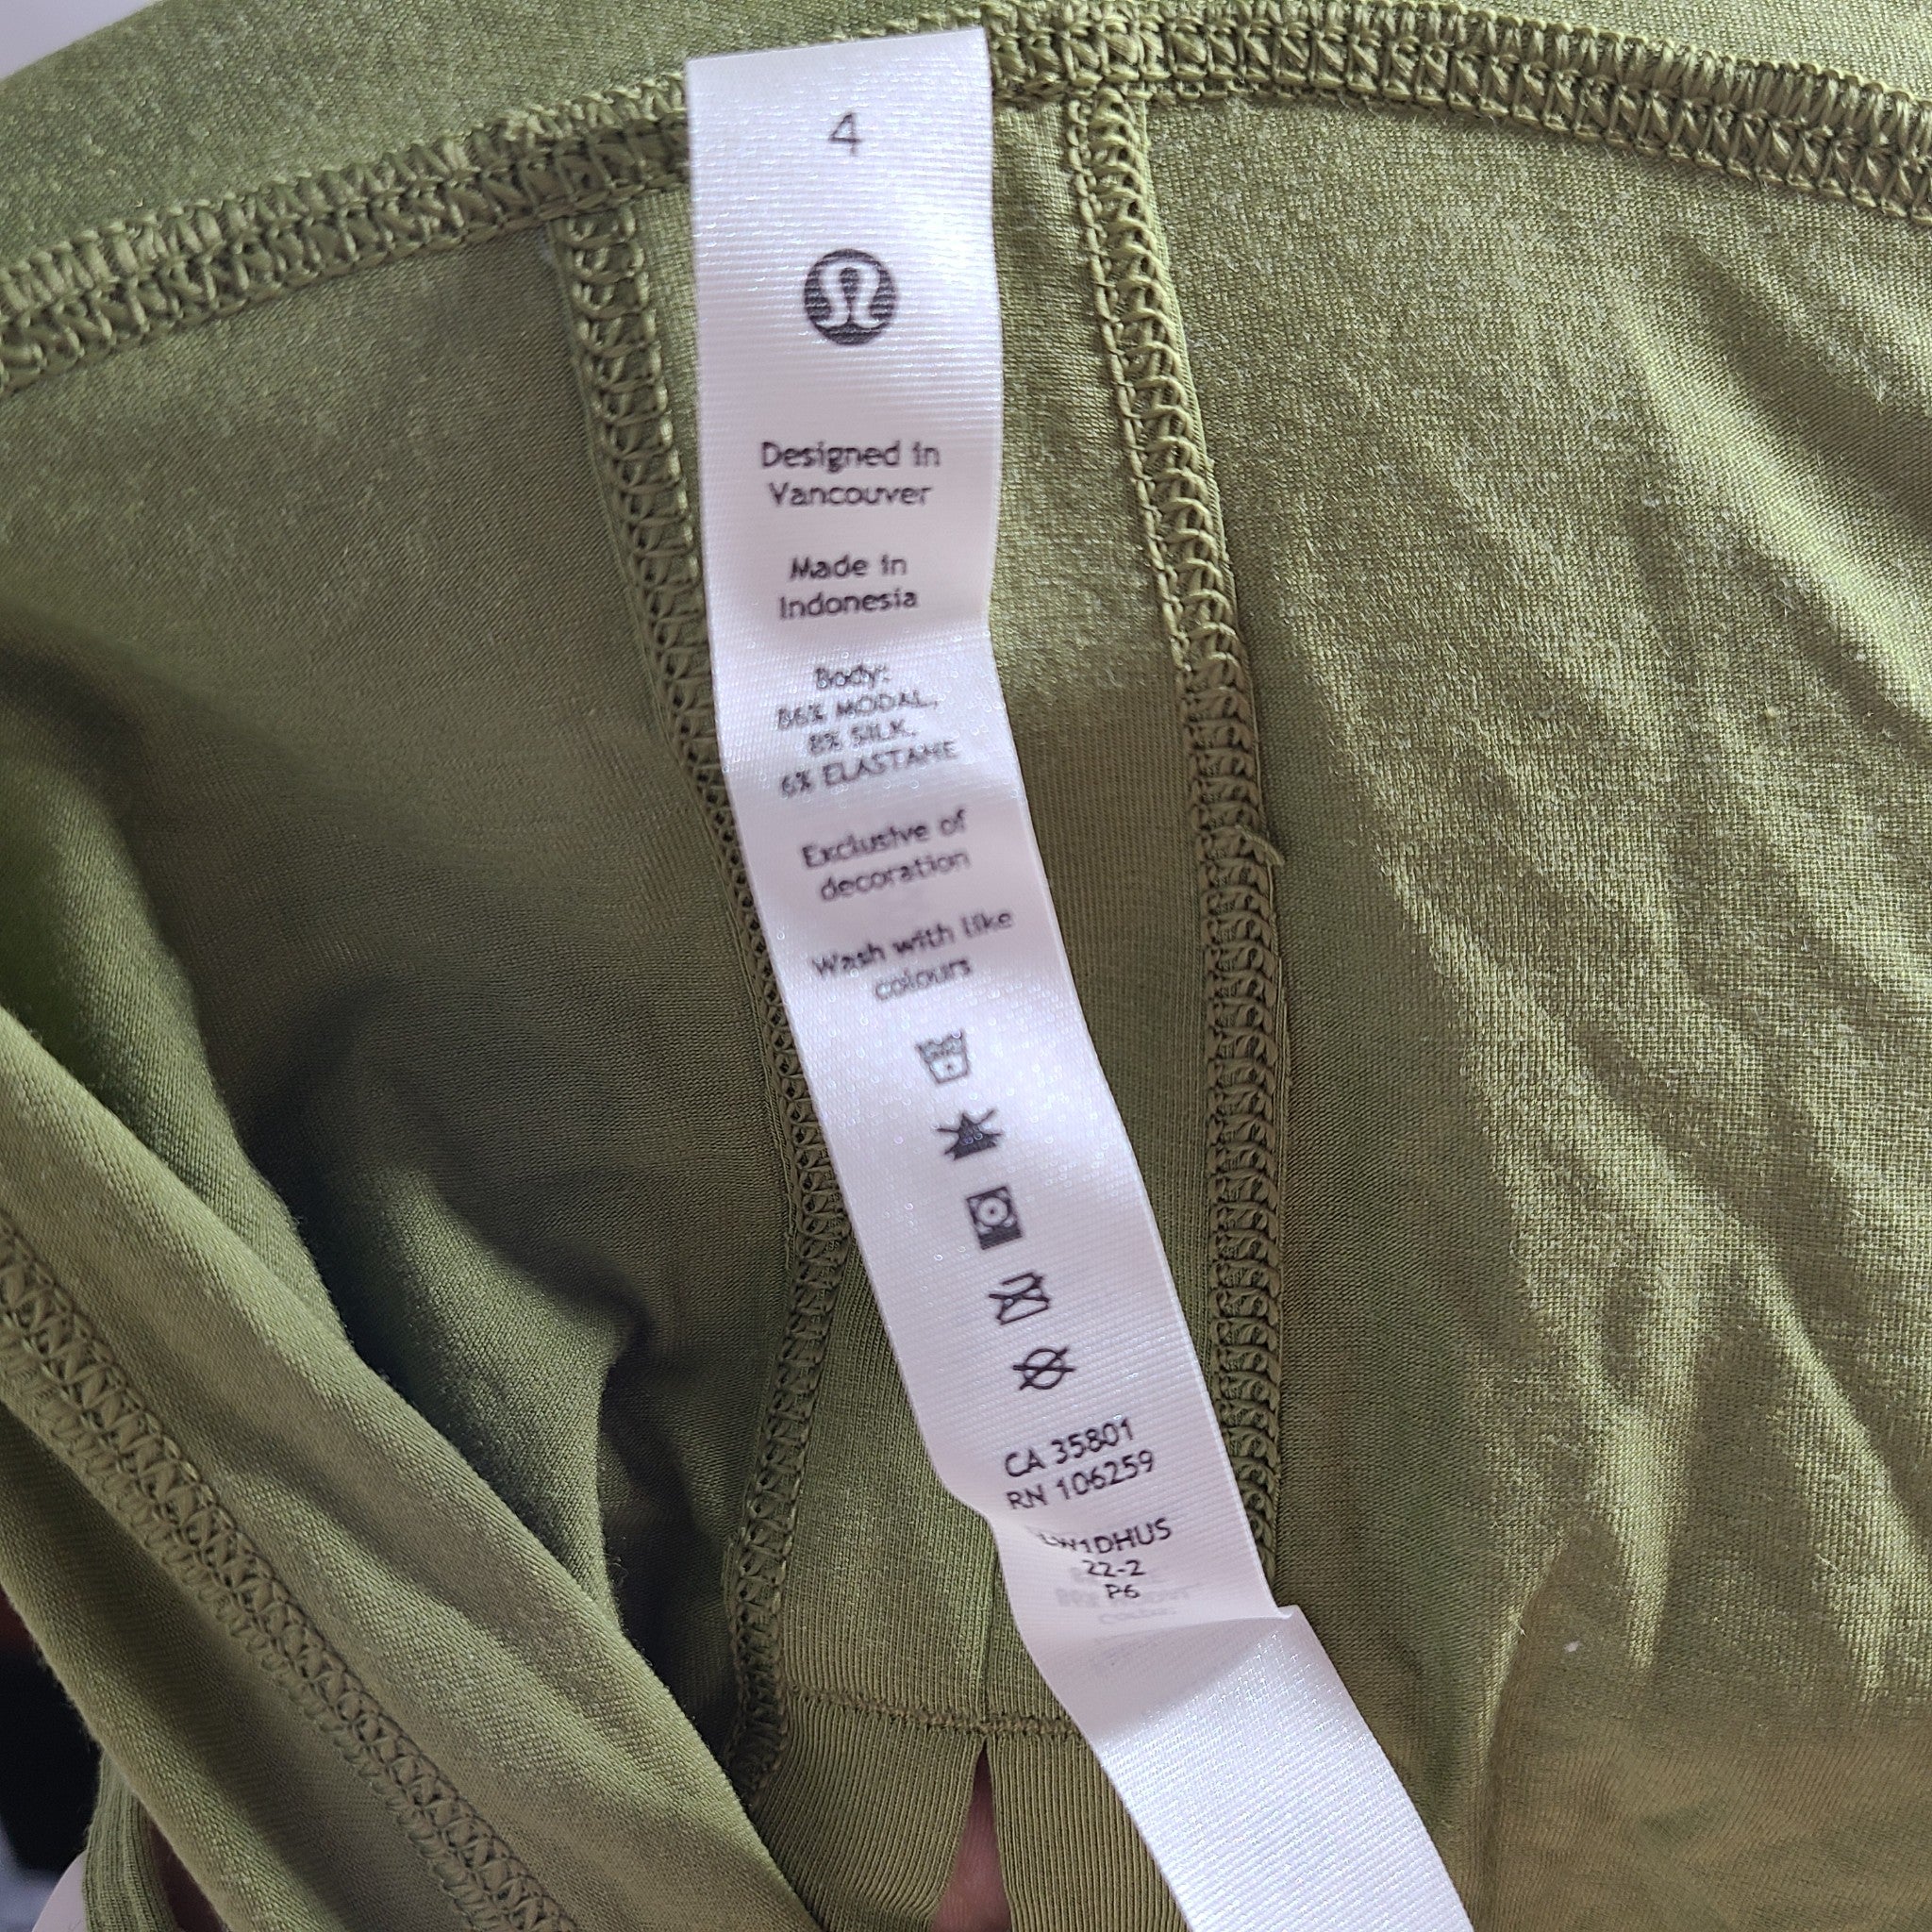 4
Designed in
Vancouver
Made in
Indonesia
Body:
86% MODAL,
8% SILK,
6% ELASTANE
Exclusive of
decoration
Wash with like
colours
CA 35801
RN 106259
LW1DHUS
22-2
P6